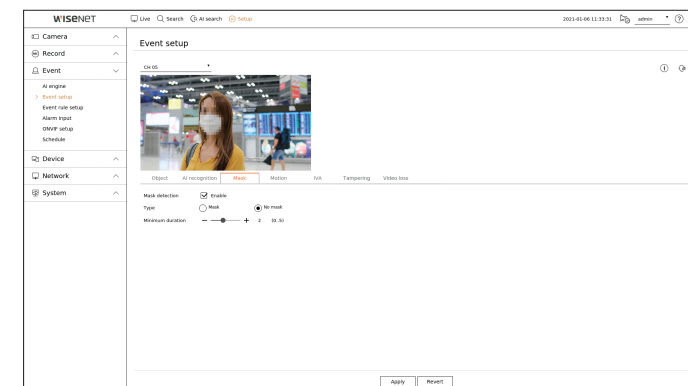 WISENET
Live Search AI search Setup 2021-01-06 11:33:31 admin
Camera
Record
Event
AI engine
Event setup
Event rule setup
Alarm input
ONVIF setup
Schedule
Device
Network
System
Event setup
CH 05
Object AI recognition Mask Motion IVA Tampering Video loss
Mask detection Enable
Type Mask No mask
Minimum duration 2 (0..5)
Apply Revert